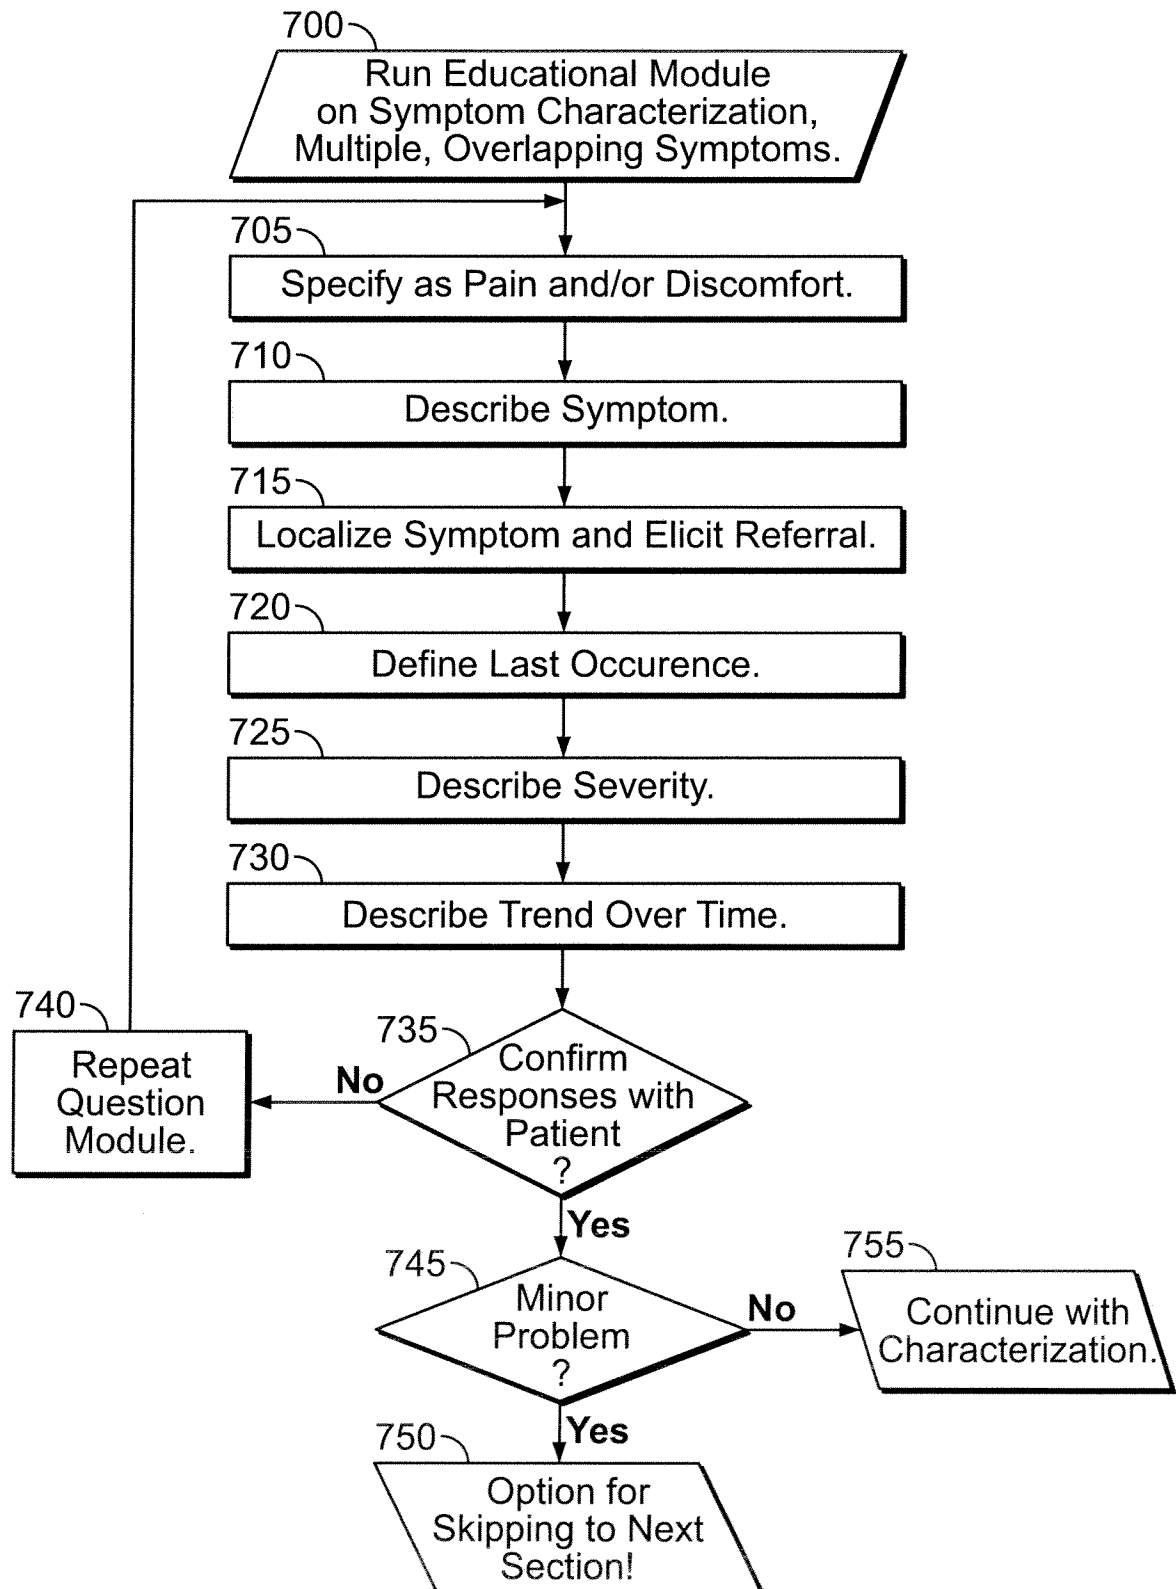 700
Run Educational Module
on Symptom Characterization,
Multiple, Overlapping Symptoms.
705
Specify as Pain and/or Discomfort.
710
Describe Symptom.
715
Localize Symptom and Elicit Referral.
720
Define Last Occurence.
725
Describe Severity.
730
Describe Trend Over Time.
740
Repeat
Question
Module.
No
735
Confirm
Responses with
Patient
?
Yes
745
Minor
Problem
?
No
755
Continue with
Characterization.
Yes
750
Option for
Skipping to Next
Section!